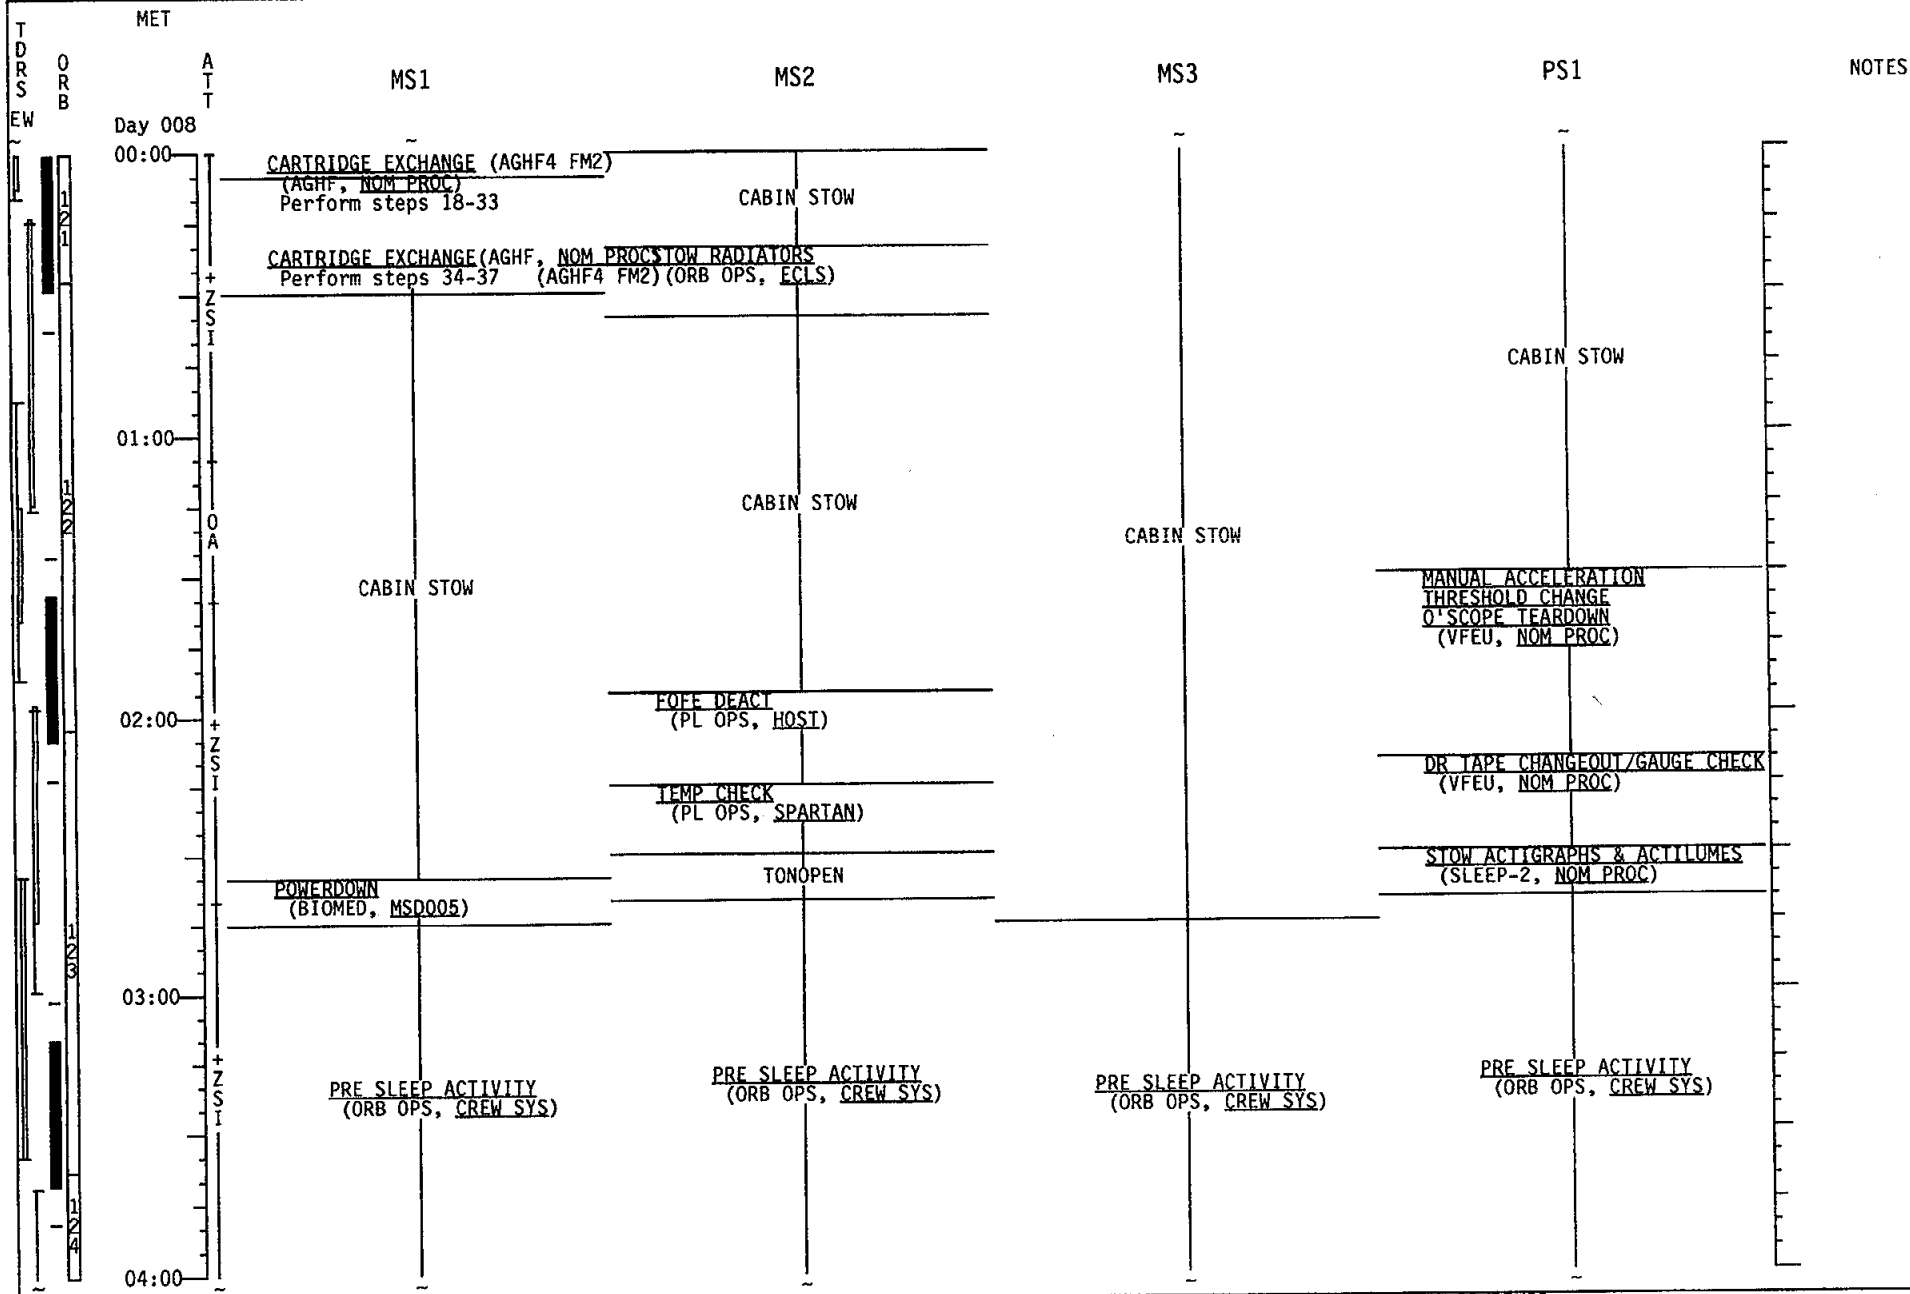 MET
TDRS
ORB
ATT
MS1
MS2
MS3
PS1
NOTES
EW
Day 008
00:00
CARTRIDGE EXCHANGE (AGHF4 FM2)
(AGHF, NOM PROC)
Perform steps 18-33
CABIN STOW
121
CARTRIDGE EXCHANGE(AGHF, NOM PROC
Perform steps 34-37 (AGHF4 FM2)
STOW RADIATORS
(ORB OPS, ECLS)
+ZSI
CABIN STOW
01:00
122
OA
CABIN STOW
CABIN STOW
CABIN STOW
MANUAL ACCELERATION
THRESHOLD CHANGE
O'SCOPE TEARDOWN
(VFEU, NOM PROC)
FOFE DEACT
(PL OPS, HOST)
02:00
+ZSI
DR TAPE CHANGEOUT/GAUGE CHECK
(VFEU, NOM PROC)
TEMP CHECK
(PL OPS, SPARTAN)
STOW ACTIGRAPHS & ACTILUMES
(SLEEP-2, NOM PROC)
TONOPEN
POWERDOWN
(BIOMED, MSD005)
123
03:00
+ZSI
PRE SLEEP ACTIVITY
(ORB OPS, CREW SYS)
PRE SLEEP ACTIVITY
(ORB OPS, CREW SYS)
PRE SLEEP ACTIVITY
(ORB OPS, CREW SYS)
PRE SLEEP ACTIVITY
(ORB OPS, CREW SYS)
124
04:00